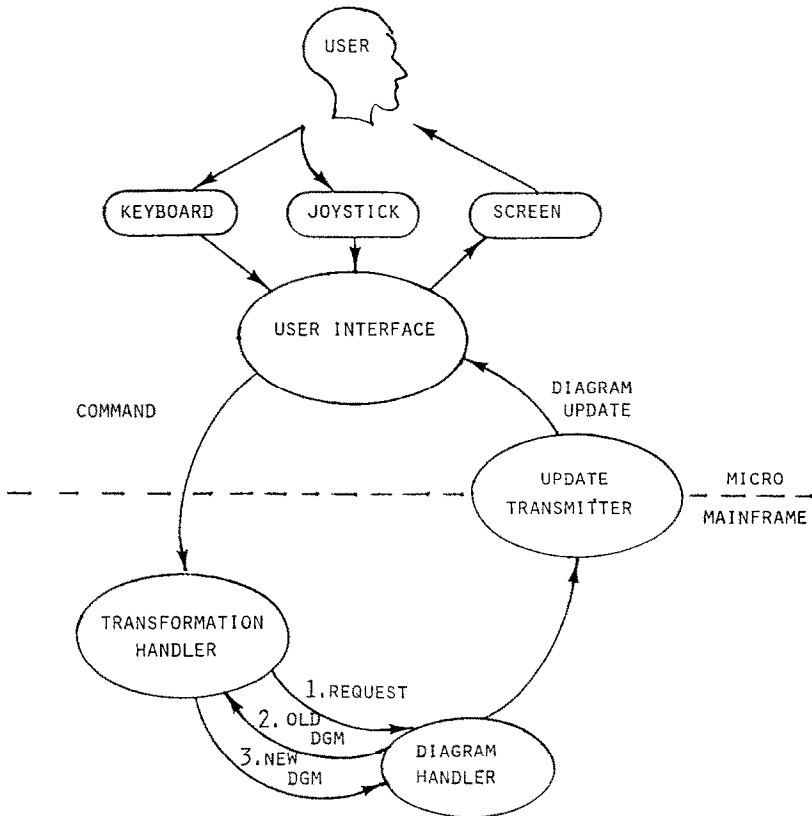 USER
KEYBOARD
JOYSTICK
SCREEN
USER INTERFACE
COMMAND
DIAGRAM
UPDATE
UPDATE
TRANSMITTER
MICRO
MAINFRAME
TRANSFORMATION
HANDLER
1. REQUEST
2. OLD
DGM
3. NEW
DGM
DIAGRAM
HANDLER